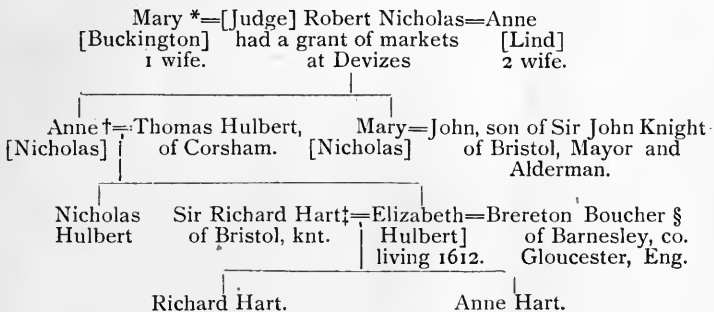 Mary *=[Judge] Robert Nicholas=Anne
[Buckington] had a grant of markets [Lind]
1 wife. at Devizes 2 wife.
Anne †=Thomas Hulbert, Mary=John, son of Sir John Knight
[Nicholas] of Corsham. [Nicholas] of Bristol, Mayor and
Alderman.
Nicholas Sir Richard Hart‡=Elizabeth=Brereton Boucher §
Hulbert of Bristol, knt. Hulbert] of Barnesley, co.
living 1612. Gloucester, Eng.
Richard Hart. Anne Hart.